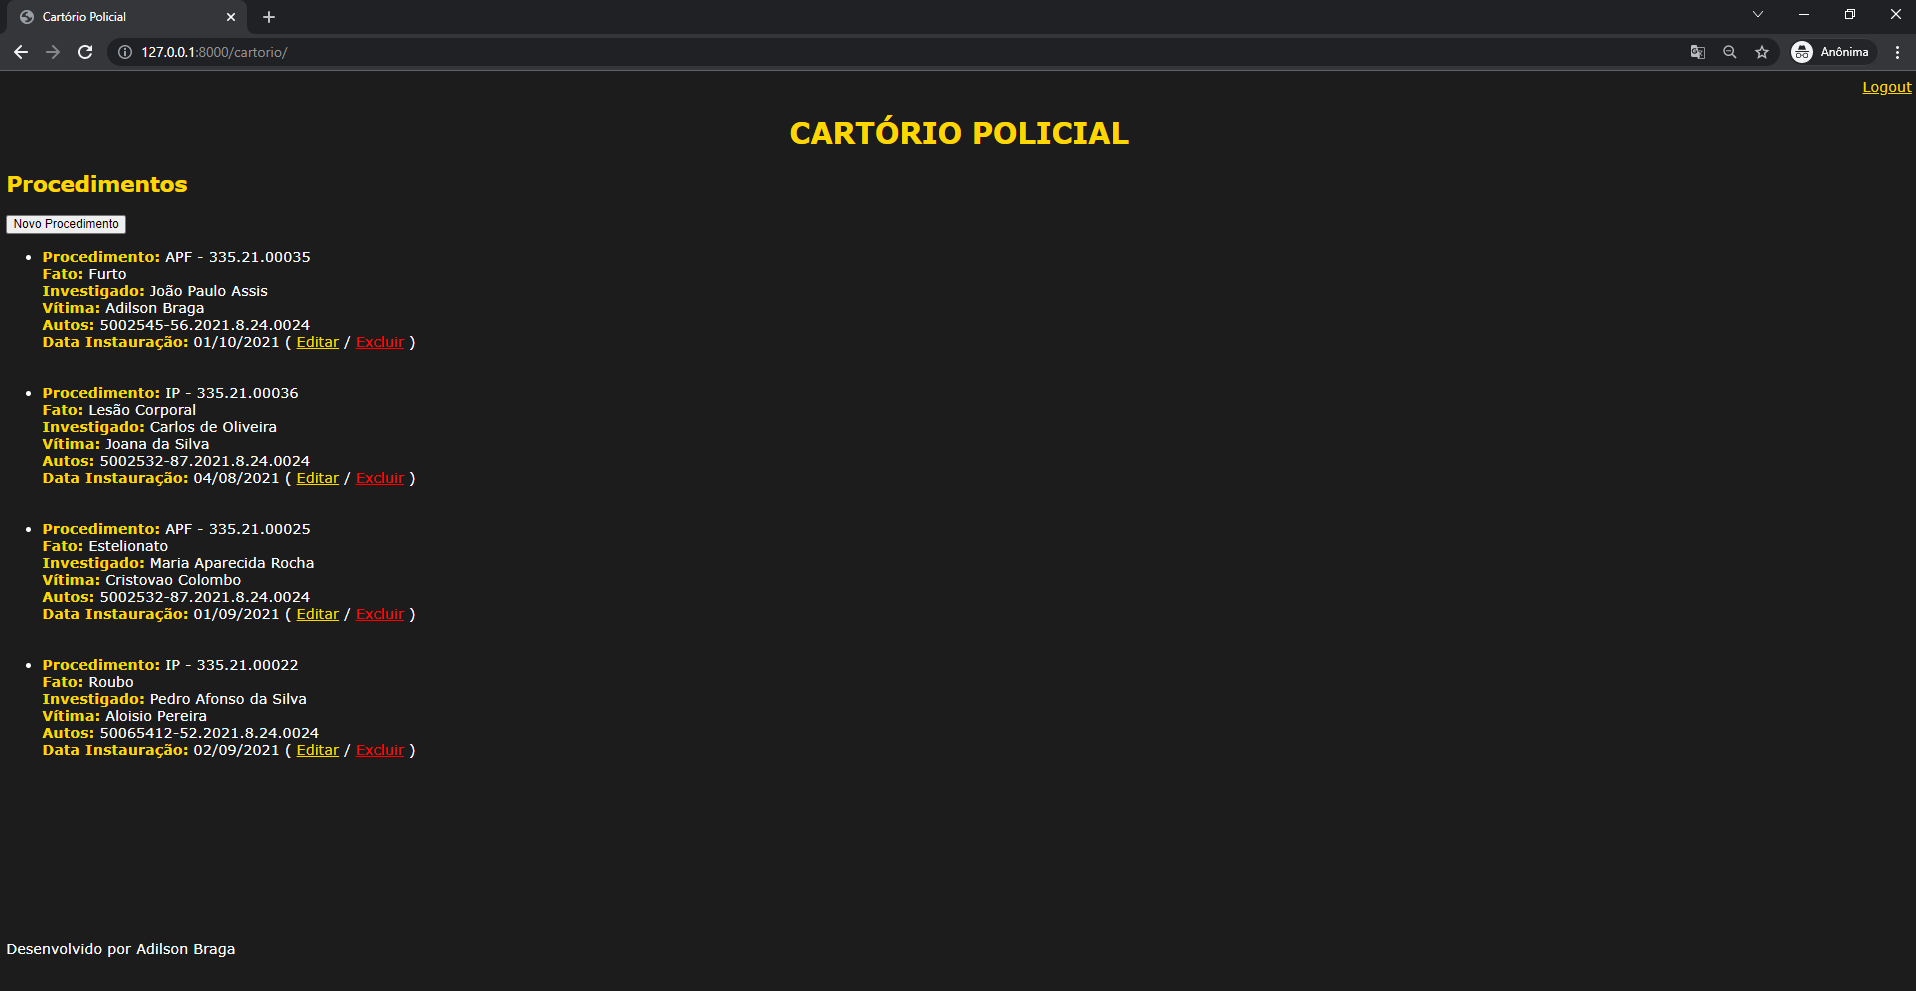 Cartório Policial
127.0.0.1:8000/cartorio/
Anônima
Logout
CARTÓRIO POLICIAL
Procedimentos
Novo Procedimento
Procedimento: APF - 335.21.00035
Fato: Furto
Investigado: João Paulo Assis
Vítima: Adilson Braga
Autos: 5002545-56.2021.8.24.0024
Data Instauração: 01/10/2021 ( Editar / Excluir )
Procedimento: IP - 335.21.00036
Fato: Lesão Corporal
Investigado: Carlos de Oliveira
Vítima: Joana da Silva
Autos: 5002532-87.2021.8.24.0024
Data Instauração: 04/08/2021 ( Editar / Excluir )
Procedimento: APF - 335.21.00025
Fato: Estelionato
Investigado: Maria Aparecida Rocha
Vítima: Cristovao Colombo
Autos: 5002532-87.2021.8.24.0024
Data Instauração: 01/09/2021 ( Editar / Excluir )
Procedimento: IP - 335.21.00022
Fato: Roubo
Investigado: Pedro Afonso da Silva
Vítima: Aloisio Pereira
Autos: 50065412-52.2021.8.24.0024
Data Instauração: 02/09/2021 ( Editar / Excluir )
Desenvolvido por Adilson Braga